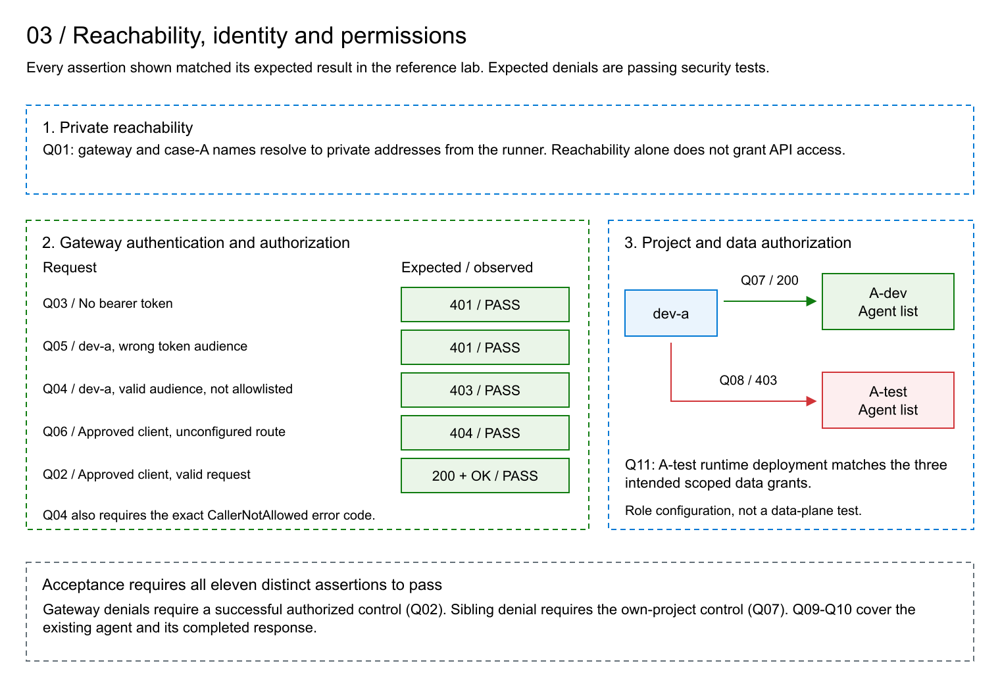 03 / Reachability, identity and permissions
Every assertion shown matched its expected result in the reference lab. Expected denials are passing security tests.
1. Private reachability
Q01: gateway and case-A names resolve to private addresses from the runner. Reachability alone does not grant API access.
2. Gateway authentication and authorization
Request
Expected / observed
Q03 / No bearer token
401 / PASS
Q05 / dev-a, wrong token audience
401 / PASS
Q04 / dev-a, valid audience, not allowlisted
403 / PASS
Q06 / Approved client, unconfigured route
404 / PASS
Q02 / Approved client, valid request
200 + OK / PASS
Q04 also requires the exact CallerNotAllowed error code.
3. Project and data authorization
dev-a
Q07 / 200
A-dev
Agent list
Q08 / 403
A-test
Agent list
Q11: A-test runtime deployment matches the three
intended scoped data grants.
Role configuration, not a data-plane test.
Acceptance requires all eleven distinct assertions to pass
Gateway denials require a successful authorized control (Q02). Sibling denial requires the own-project control (Q07). Q09-Q10 cover the
existing agent and its completed response.